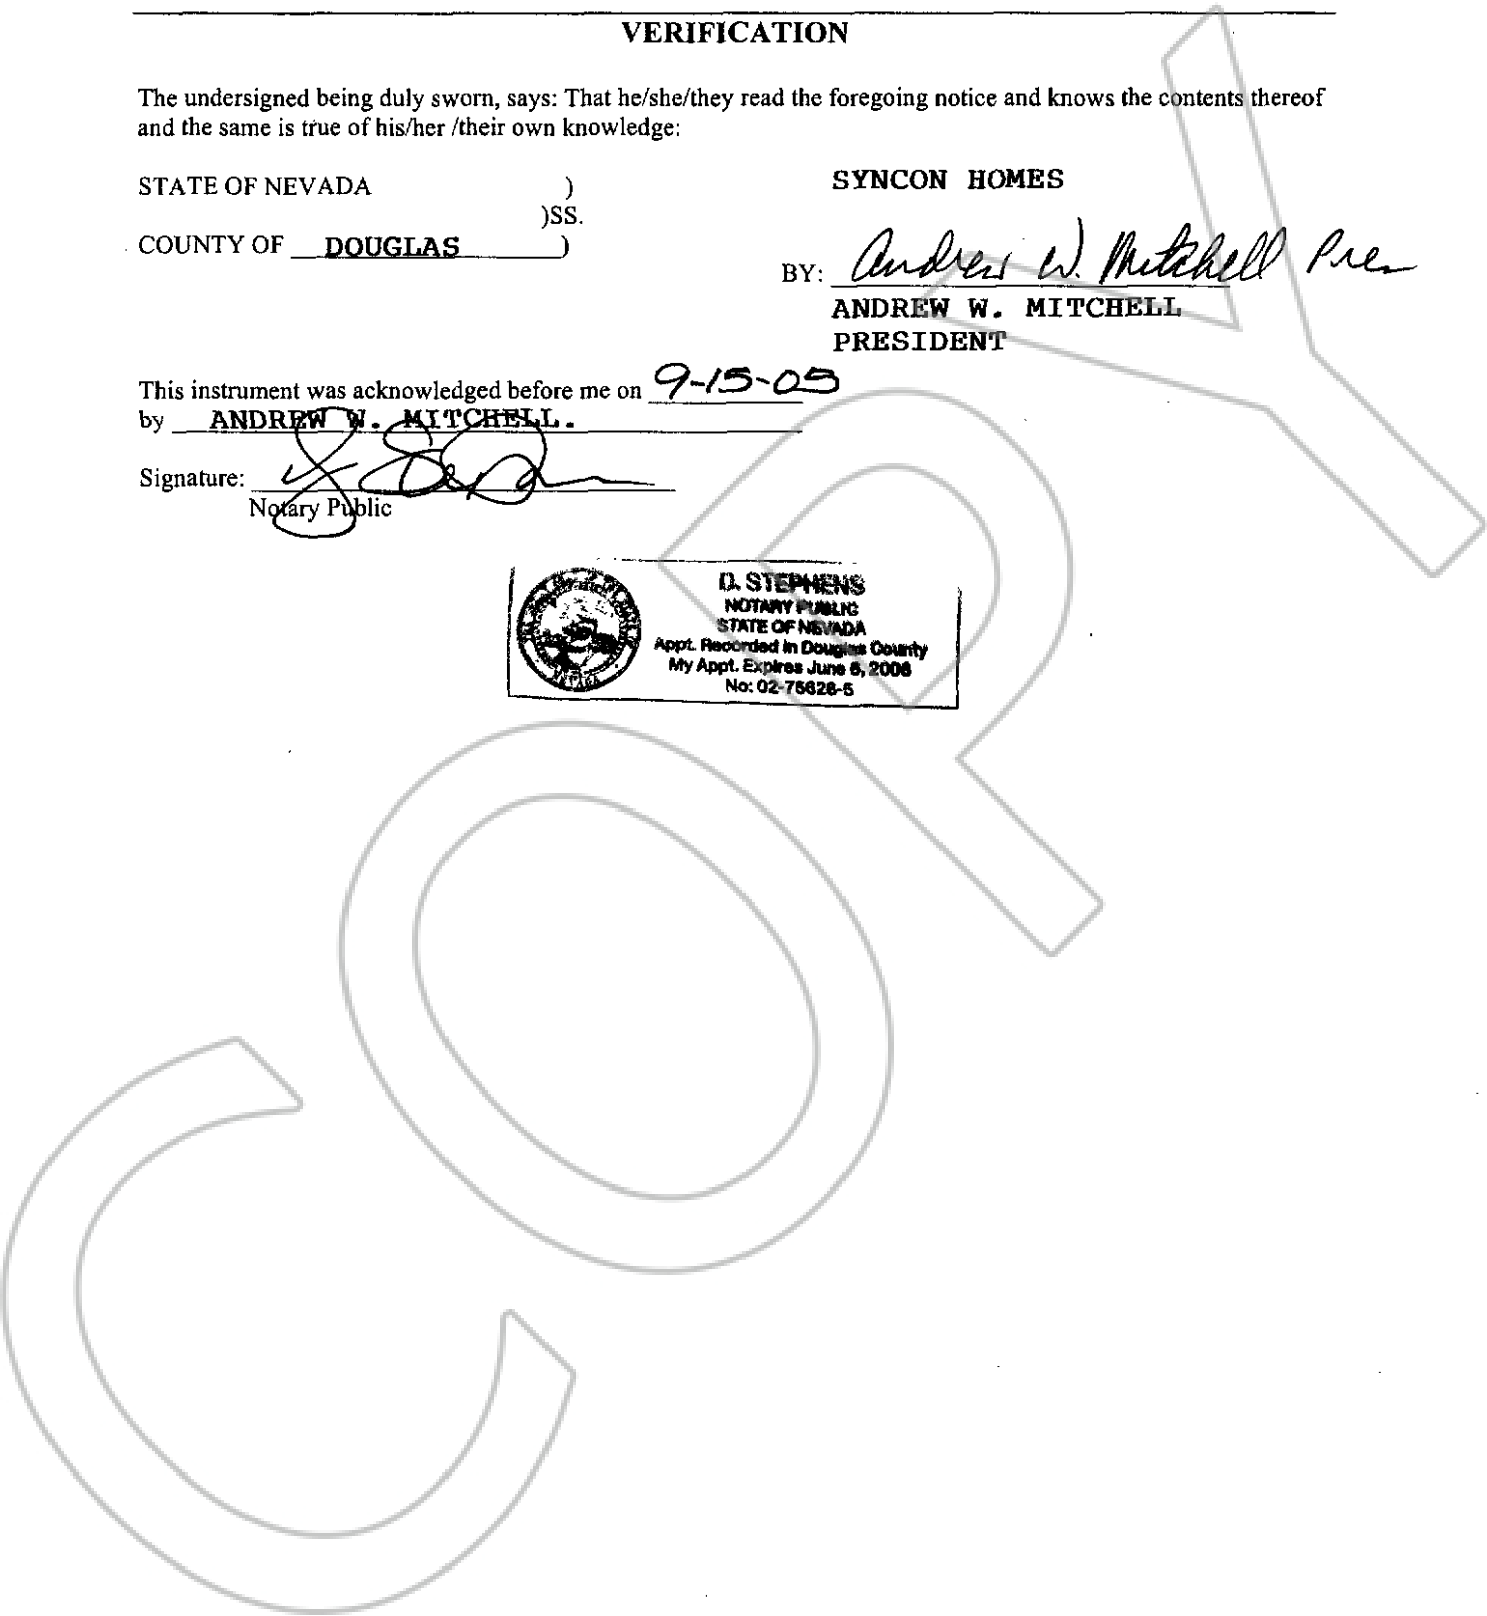 VERIFICATION
The undersigned being duly sworn, says: That he/she/they read the foregoing notice and knows the contents thereof
and the same is true of his/her /their own knowledge:
STATE OF NEVADA )
)SS.
COUNTY OF DOUGLAS )
SYNCON HOMES
BY: Andrew W. Mitchell Pres
ANDREW W. MITCHELL
PRESIDENT
This instrument was acknowledged before me on 9-15-05
by ANDREW W. MITCHELL.
Signature:
Notary Public
D. STEPHENS
NOTARY PUBLIC
STATE OF NEVADA
Appt. Recorded in Douglas County
My Appt. Expires June 6, 2006
No: 02-75628-5
COPY